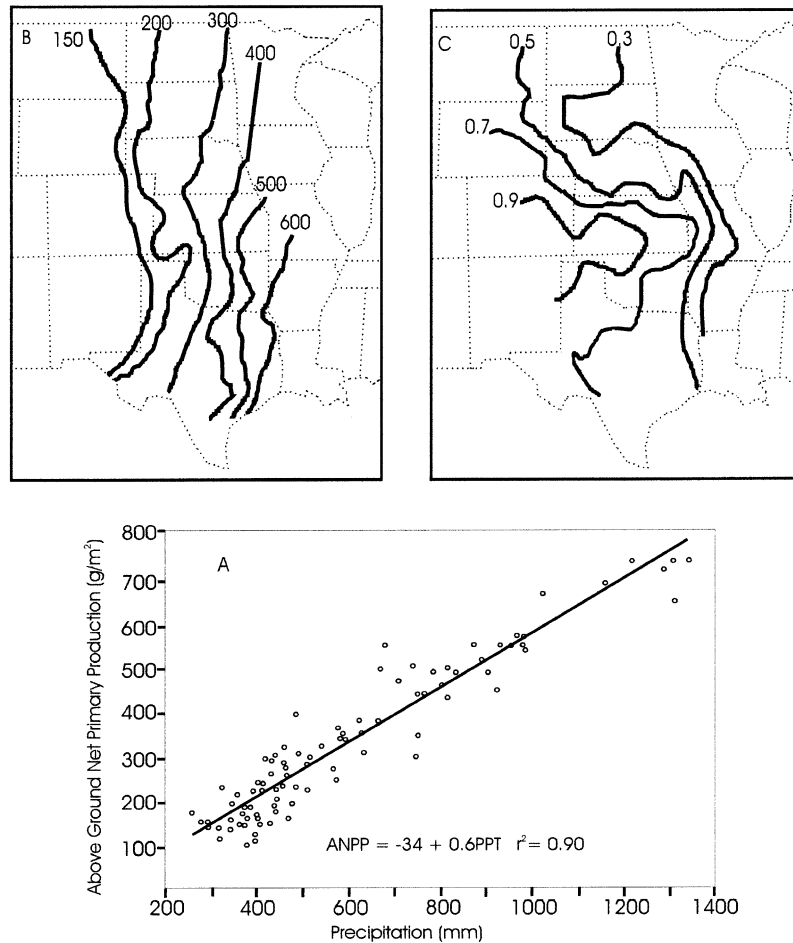 B
150
200
300
400
500
600
C
0.5
0.3
0.7
0.9
A
Above Ground Net Primary Production (g/m²)
800
700
600
500
400
300
200
100
ANPP = -34 + 0.6PPT r² = 0.90
200 400 600 800 1000 1200 1400
Precipitation (mm)